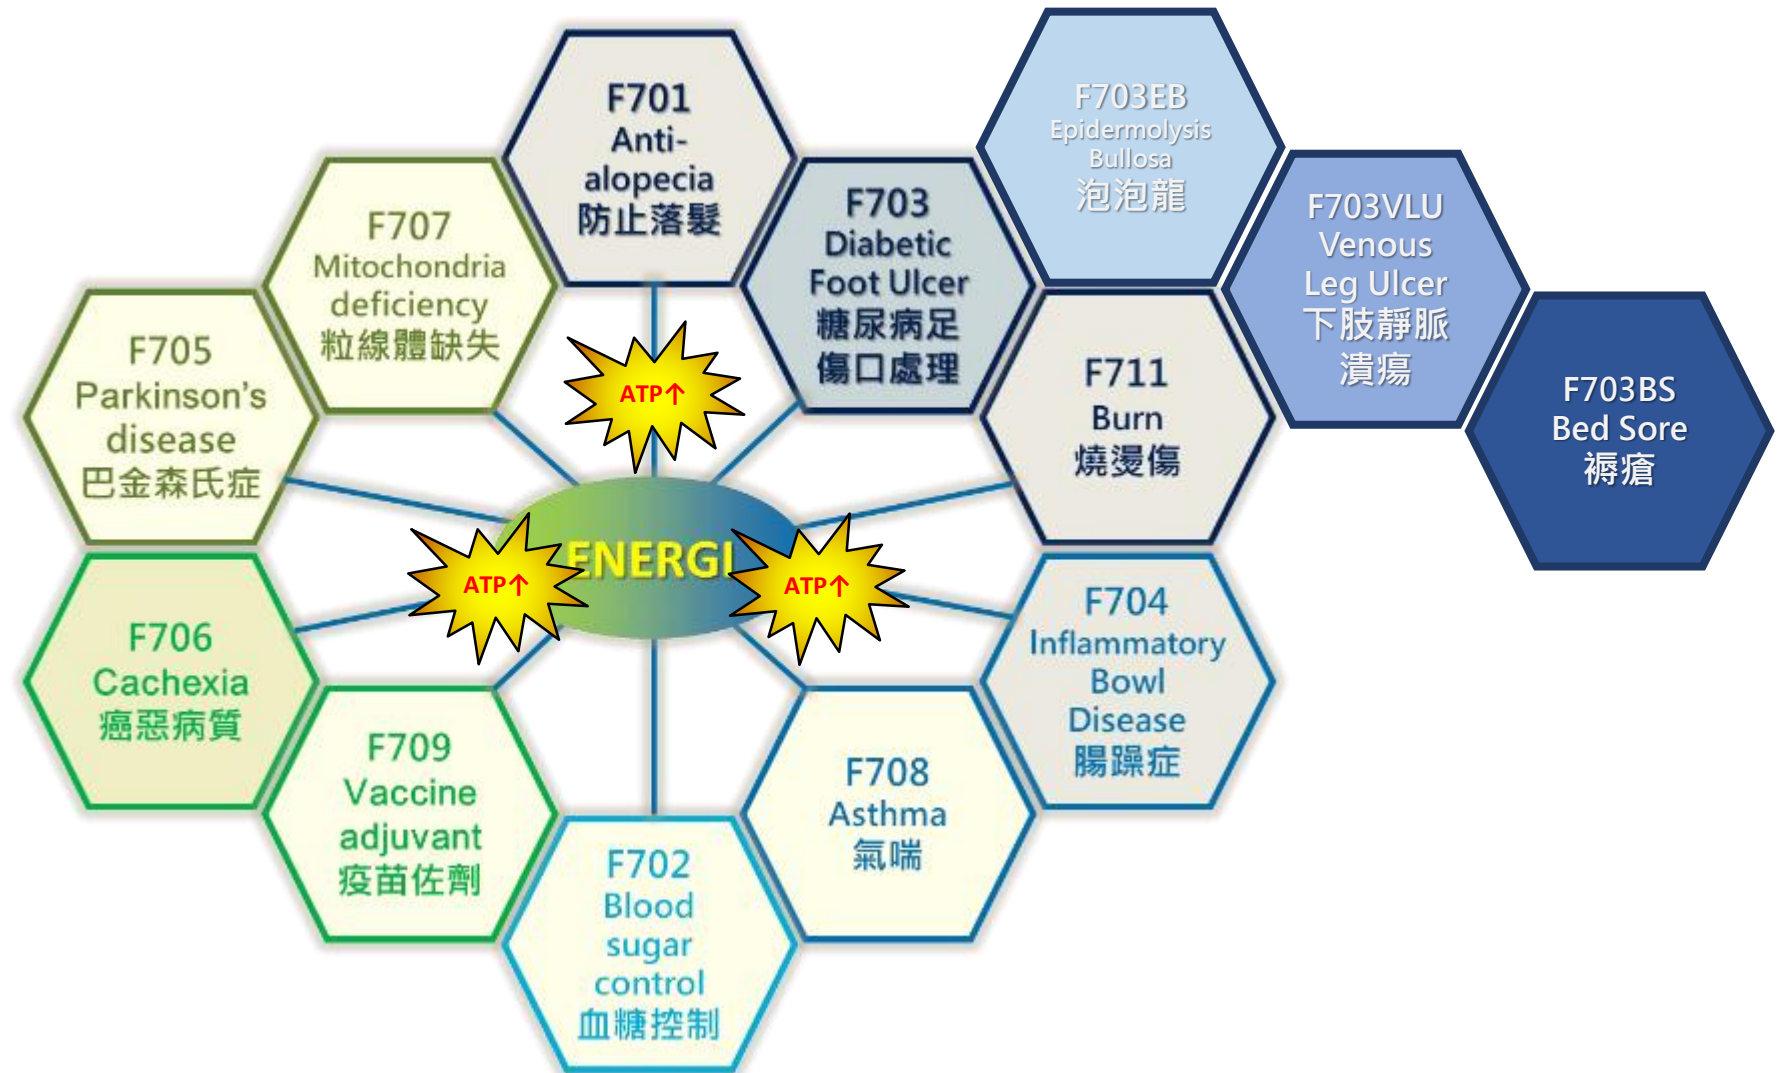 F701
Anti-
alopecia
防止落髮
F703EB
Epidermolysis
Bullosa
泡泡龍
F707
Mitochondria
deficiency
粒線體缺失
F703
Diabetic
Foot Ulcer
糖尿病足
傷口處理
F703VLU
Venous
Leg Ulcer
下肢靜脈
潰瘍
F705
Parkinson's
disease
巴金森氏症
ATP↑
F711
Burn
燒燙傷
F703BS
Bed Sore
褥瘡
ENERGI
ATP↑
ATP↑
F706
Cachexia
癌惡病質
F704
Inflammatory
Bowl
Disease
腸躁症
F709
Vaccine
adjuvant
疫苗佐劑
F708
Asthma
氣喘
F702
Blood
sugar
control
血糖控制